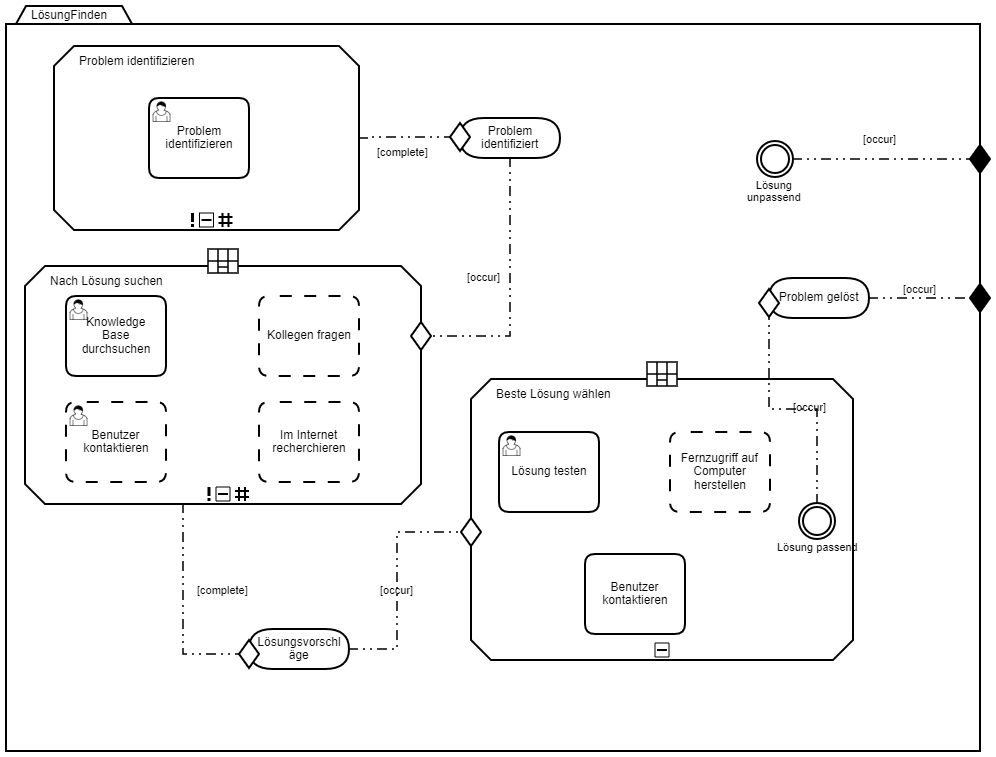 LösungFinden
Problem identifizieren
Problem
identifizieren
[complete]
Problem
identifiziert
[occur]
Lösung
unpassend
[occur]
Nach Lösung suchen
Knowledge
Base
durchsuchen
Kollegen fragen
Benutzer
kontaktieren
Im Internet
recherchieren
Problem gelöst
[occur]
[occur]
Beste Lösung wählen
Lösung testen
Fernzugriff auf
Computer
herstellen
Lösung passend
Benutzer
kontaktieren
[complete]
[occur]
Lösungsvorschl
äge